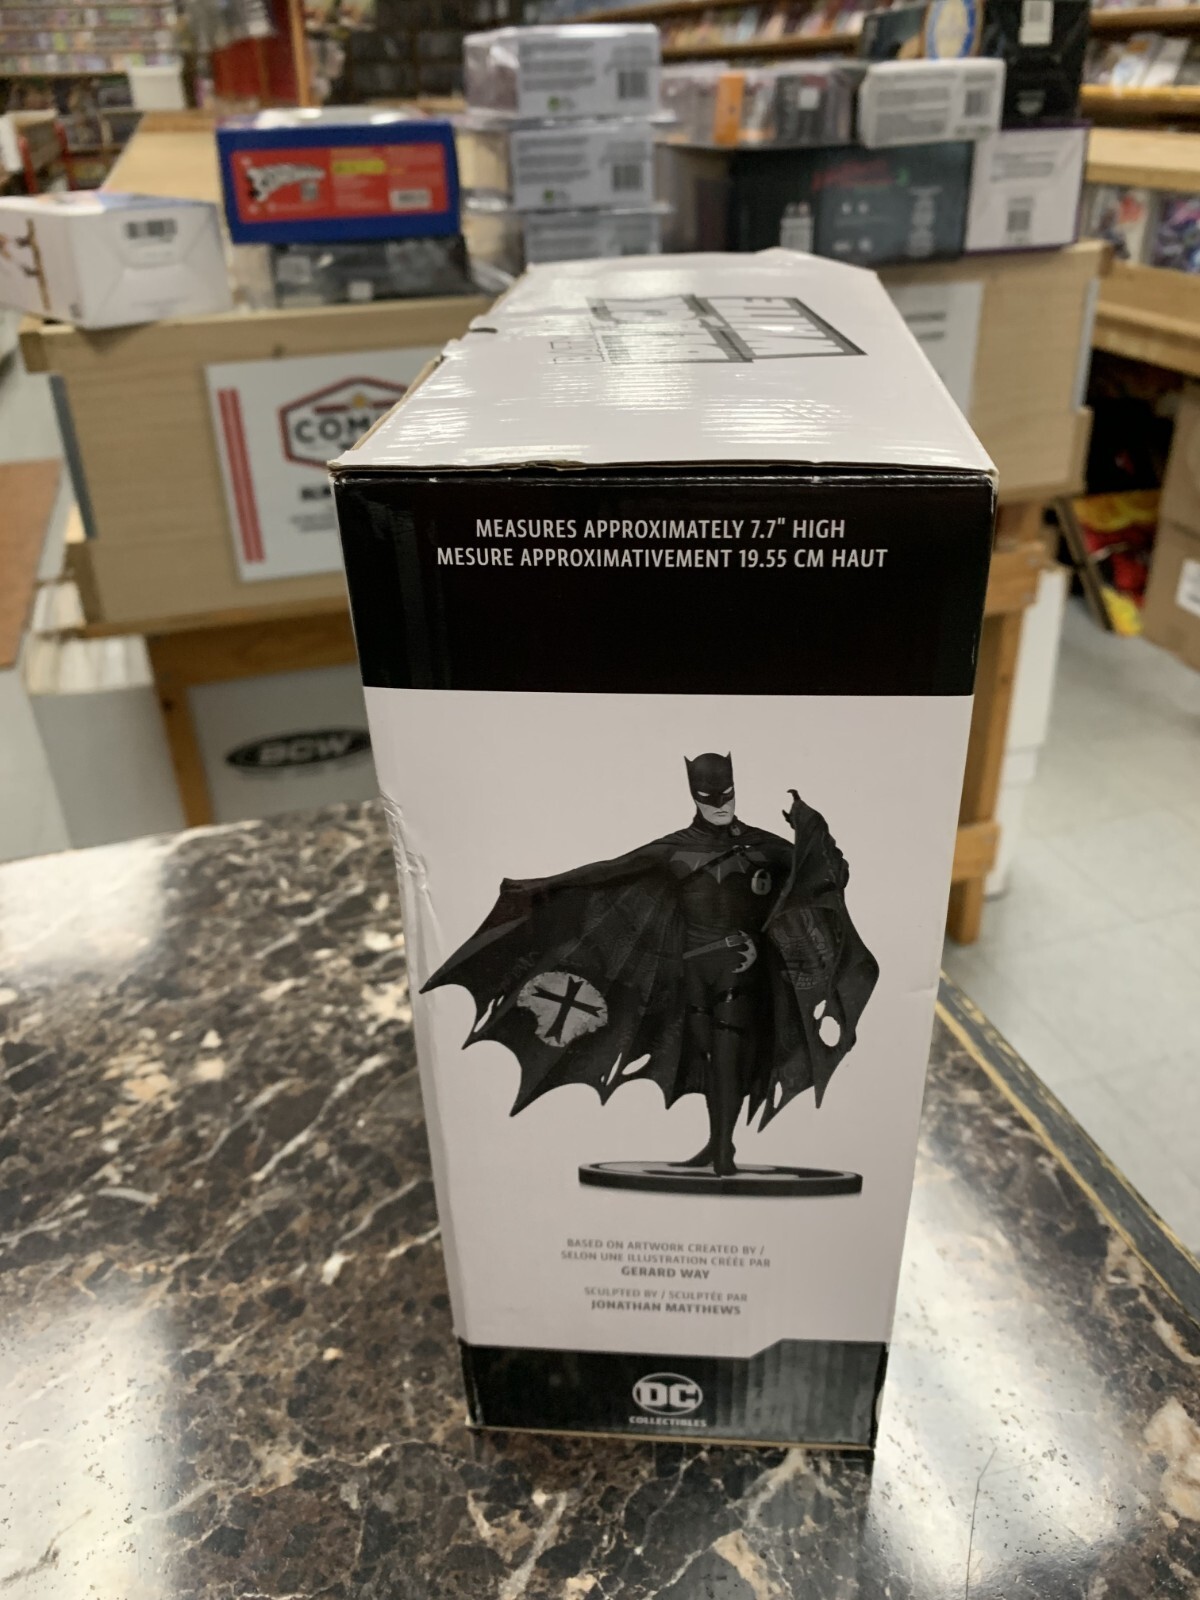 COM
BCW
MEASURES APPROXIMATELY 7.7" HIGH
MESURE APPROXIMATIVEMENT 19.55 CM HAUT
BASED ON ARTWORK CREATED BY /
SELON UNE ILLUSTRATION CRÉÉE PAR
GERARD WAY
SCULPTED BY / SCULPTÉE PAR
JONATHAN MATTHEWS
DC
COLLECTIBLES